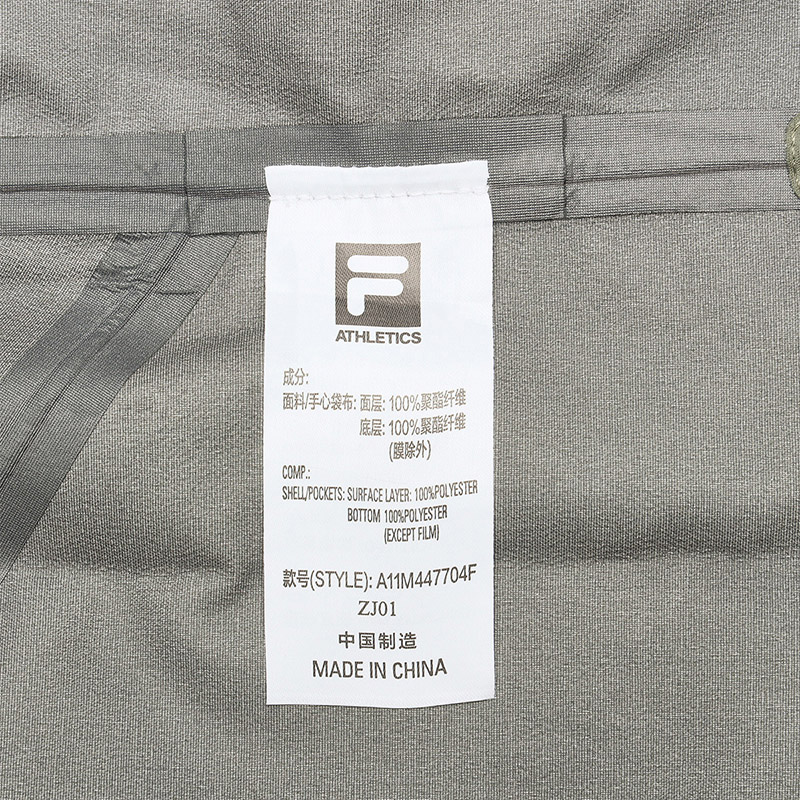 F
ATHLETICS
成分:
面料/手心袋布: 面层: 100%聚酯纤维
底层: 100%聚酯纤维
(膜除外)
COMP.:
SHELL/POCKETS: SURFACE LAYER: 100%POLYESTER
BOTTOM 100%POLYESTER
(EXCEPT FILM)
款号(STYLE): A11M447704F
ZJ01
中国制造
MADE IN CHINA